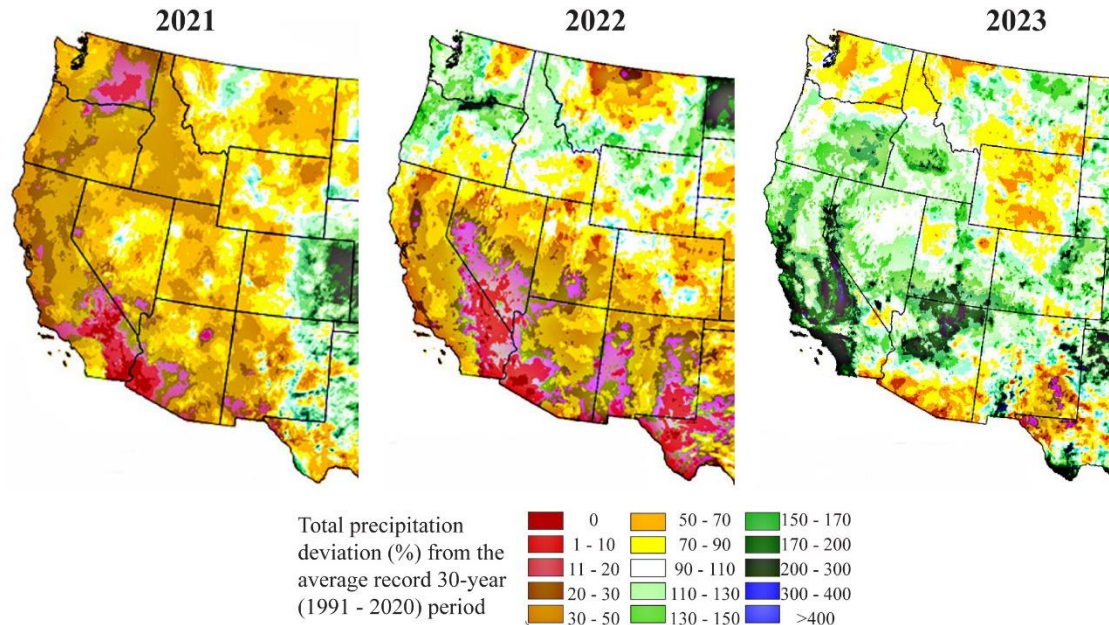 2021 2022 2023
Total precipitation
deviation (%) from the
average record 30-year
(1991 - 2020) period
0 50 - 70 150 - 170
1 - 10 70 - 90 170 - 200
11 - 20 90 - 110 200 - 300
20 - 30 110 - 130 300 - 400
30 - 50 130 - 150 >400